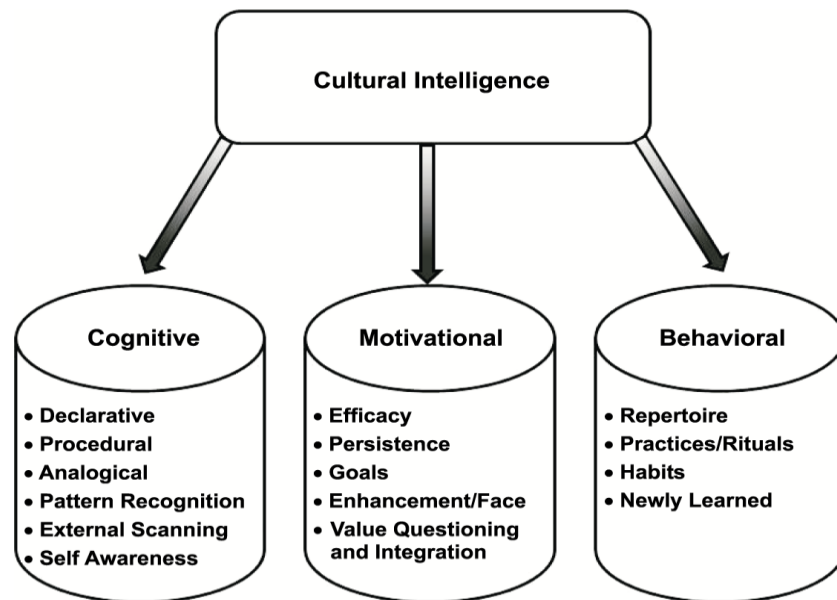 Cultural Intelligence
Cognitive
• Declarative
• Procedural
• Analogical
• Pattern Recognition
• External Scanning
• Self Awareness
Motivational
• Efficacy
• Persistence
• Goals
• Enhancement/Face
• Value Questioning
and Integration
Behavioral
• Repertoire
• Practices/Rituals
• Habits
• Newly Learned